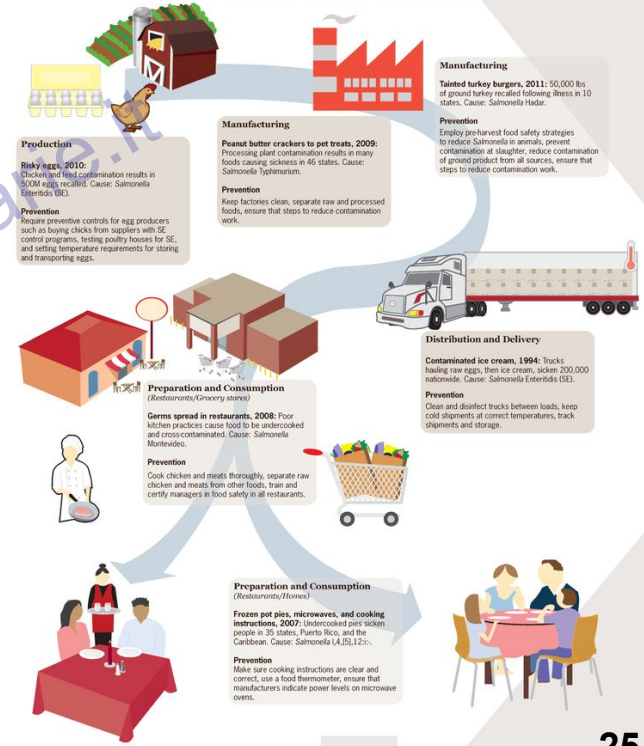 Production
Risky eggs, 2010:
Chicken and feed contamination results in
500M eggs recalled. Cause: Salmonella
Enteritidis (SE).
Prevention
Require preventive controls for egg producers
such as buying chicks from suppliers with SE
control programs, testing poultry houses for SE,
and setting temperature requirements for storing
and transporting eggs.
Manufacturing
Peanut butter crackers to pet treats, 2009:
Processing plant contamination results in many
foods causing sickness in 46 states. Cause:
Salmonella Typhimurium.
Prevention
Keep factories clean, separate raw and processed
foods, ensure that steps to reduce contamination
work.
Manufacturing
Tainted turkey burgers, 2011: 50,000 lbs
of ground turkey recalled following illness in 10
states. Cause: Salmonella Hadar.
Prevention
Employ pre-harvest food safety strategies
to reduce Salmonella in animals, prevent
contamination at slaughter, reduce contamination
of ground product from all sources, ensure that
steps to reduce contamination work.
Distribution and Delivery
Contaminated ice cream, 1994: Trucks
hauling raw eggs, then ice cream, sicken 200,000
nationwide. Cause: Salmonella Enteritidis (SE).
Prevention
Clean and disinfect trucks between loads, keep
cold shipments at correct temperatures, track
shipments and storage.
Preparation and Consumption
(Restaurants/Grocery stores)
Germs spread in restaurants, 2008: Poor
kitchen practices cause food to be undercooked
and cross-contaminated. Cause: Salmonella
Montevideo.
Prevention
Cook chicken and meats thoroughly, separate raw
chicken and meats from other foods, train and
certify managers in food safety in all restaurants.
Preparation and Consumption
(Restaurants/Homes)
Frozen pot pies, microwaves, and cooking
instructions, 2007: Undercooked pies sicken
people in 35 states, Puerto Rico, and the
Caribbean. Cause: Salmonella I,4,[5],12:i:-.
Prevention
Make sure cooking instructions are clear and
correct, use a food thermometer, ensure that
manufacturers indicate power levels on microwave
ovens.
25